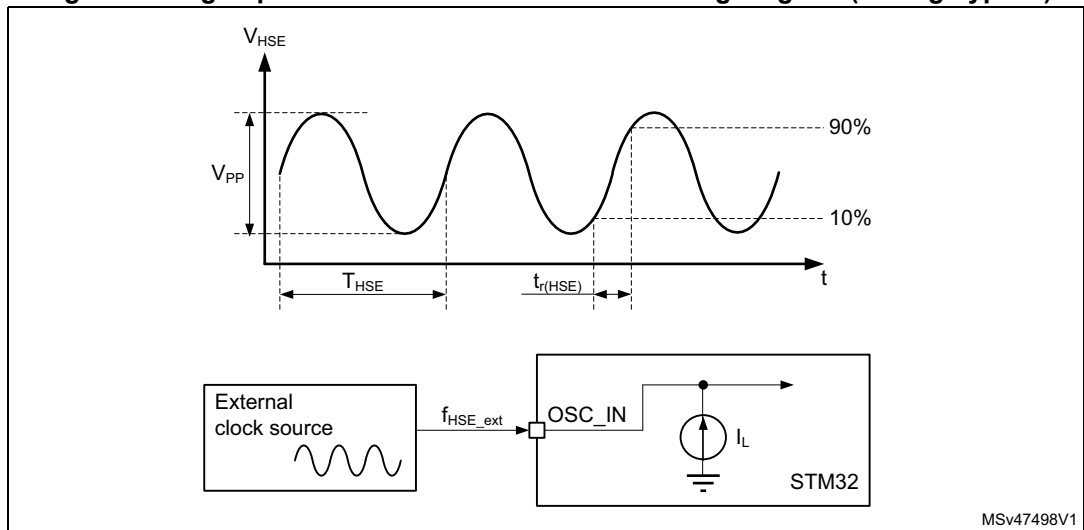 V_HSE
90%
V_PP
10%
T_HSE
t_r(HSE)
t
External
clock source
f_HSE_ext
OSC_IN
I_L
STM32
MSv47498V1